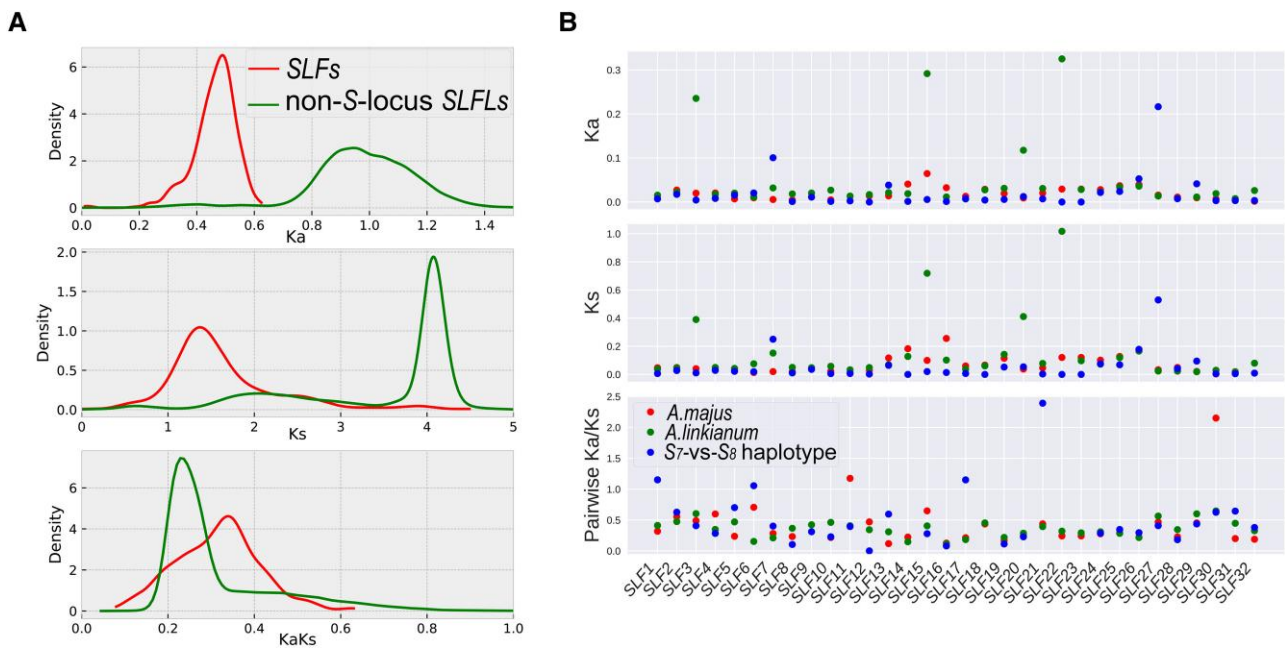 A
B
6
4
2
0
Density
SLFs
non-S-locus SLFLs
0.0 0.2 0.4 0.6 0.8 1.0 1.2 1.4
Ka
2.0
1.5
1.0
0.5
0.0
Density
0 1 2 3 4 5
Ks
6
4
2
0
Density
0.0 0.2 0.4 0.6 0.8 1.0
KaKs
0.3
0.2
0.1
0.0
Ka
1.0
0.8
0.6
0.4
0.2
0.0
Ks
2.5
2.0
1.5
1.0
0.5
0.0
Pairwise Ka/Ks
A.majus
A.linkianum
S7-vs-S8 haplotype
SLF1 SLF2 SLF3 SLF4 SLF5 SLF6 SLF7 SLF8 SLF9 SLF10 SLF11 SLF12 SLF13 SLF14 SLF15 SLF16 SLF17 SLF18 SLF19 SLF20 SLF21 SLF22 SLF23 SLF24 SLF25 SLF26 SLF27 SLF28 SLF29 SLF30 SLF31 SLF32